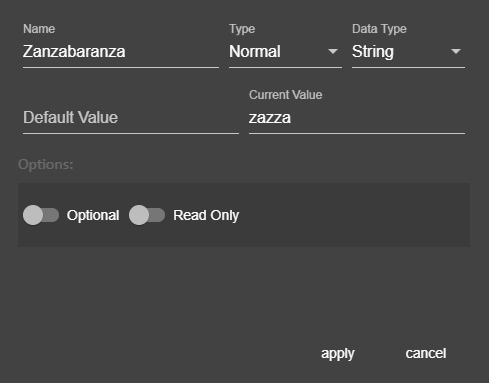 Name Type Data Type
Zanzabaranza Normal String
Current Value
Default Value zazza
Options:
Optional Read Only
apply cancel